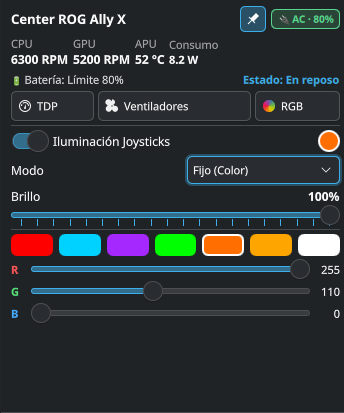 Center ROG Ally X
AC · 80%
CPU GPU APU Consumo
6300 RPM 5200 RPM 52 °C 8.2 W
Batería: Límite 80% Estado: En reposo
TDP Ventiladores RGB
Iluminación Joysticks
Modo Fijo (Color)
Brillo 100%
R 255
G 110
B 0